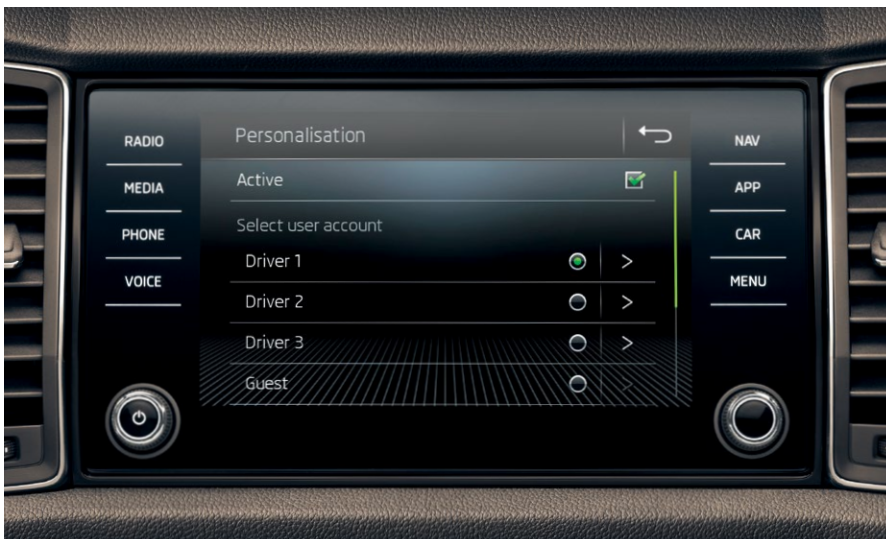 RADIO
MEDIA
PHONE
VOICE
Personalisation
Active
Select user account
Driver 1
Driver 2
Driver 3
Guest
NAV
APP
CAR
MENU